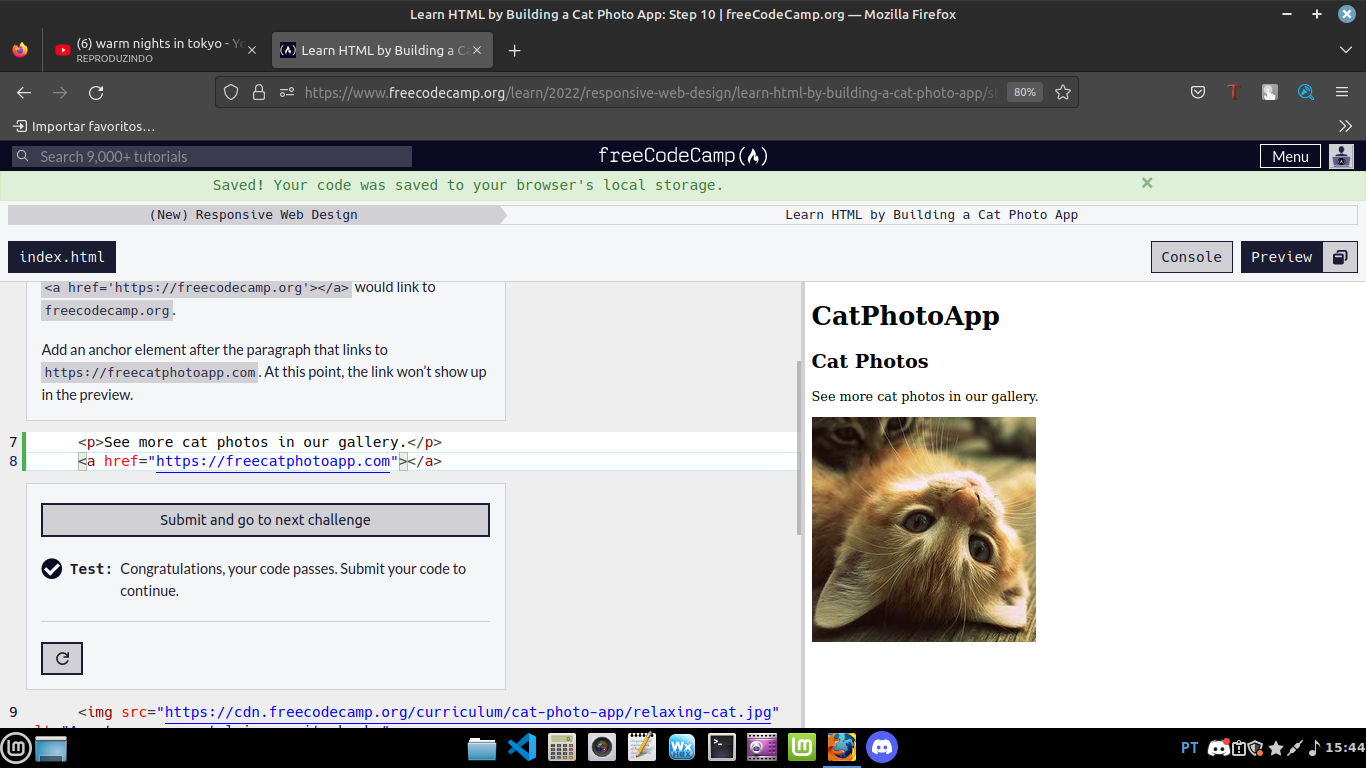 Learn HTML by Building a Cat Photo App: Step 10 | freeCodeCamp.org — Mozilla Firefox
(6) warm nights in tokyo - Yo
REPRODUZINDO
Learn HTML by Building a C
https://www.freecodecamp.org/learn/2022/responsive-web-design/learn-html-by-building-a-cat-photo-app/s
80%
Importar favoritos…
Search 9,000+ tutorials
freeCodeCamp(
)
Menu
Saved! Your code was saved to your browser's local storage.
(New) Responsive Web Design
Learn HTML by Building a Cat Photo App
index.html
Console
Preview
<a href='https://freecodecamp.org'></a> would link to
freecodecamp.org.
Add an anchor element after the paragraph that links to
https://freecatphotoapp.com. At this point, the link won’t show up
in the preview.
7 <p>See more cat photos in our gallery.</p>
8 <a href="https://freecatphotoapp.com"></a>
Submit and go to next challenge
Test: Congratulations, your code passes. Submit your code to
continue.
9 <img src="https://cdn.freecodecamp.org/curriculum/cat-photo-app/relaxing-cat.jpg"
CatPhotoApp
Cat Photos
See more cat photos in our gallery.
PT
15:44